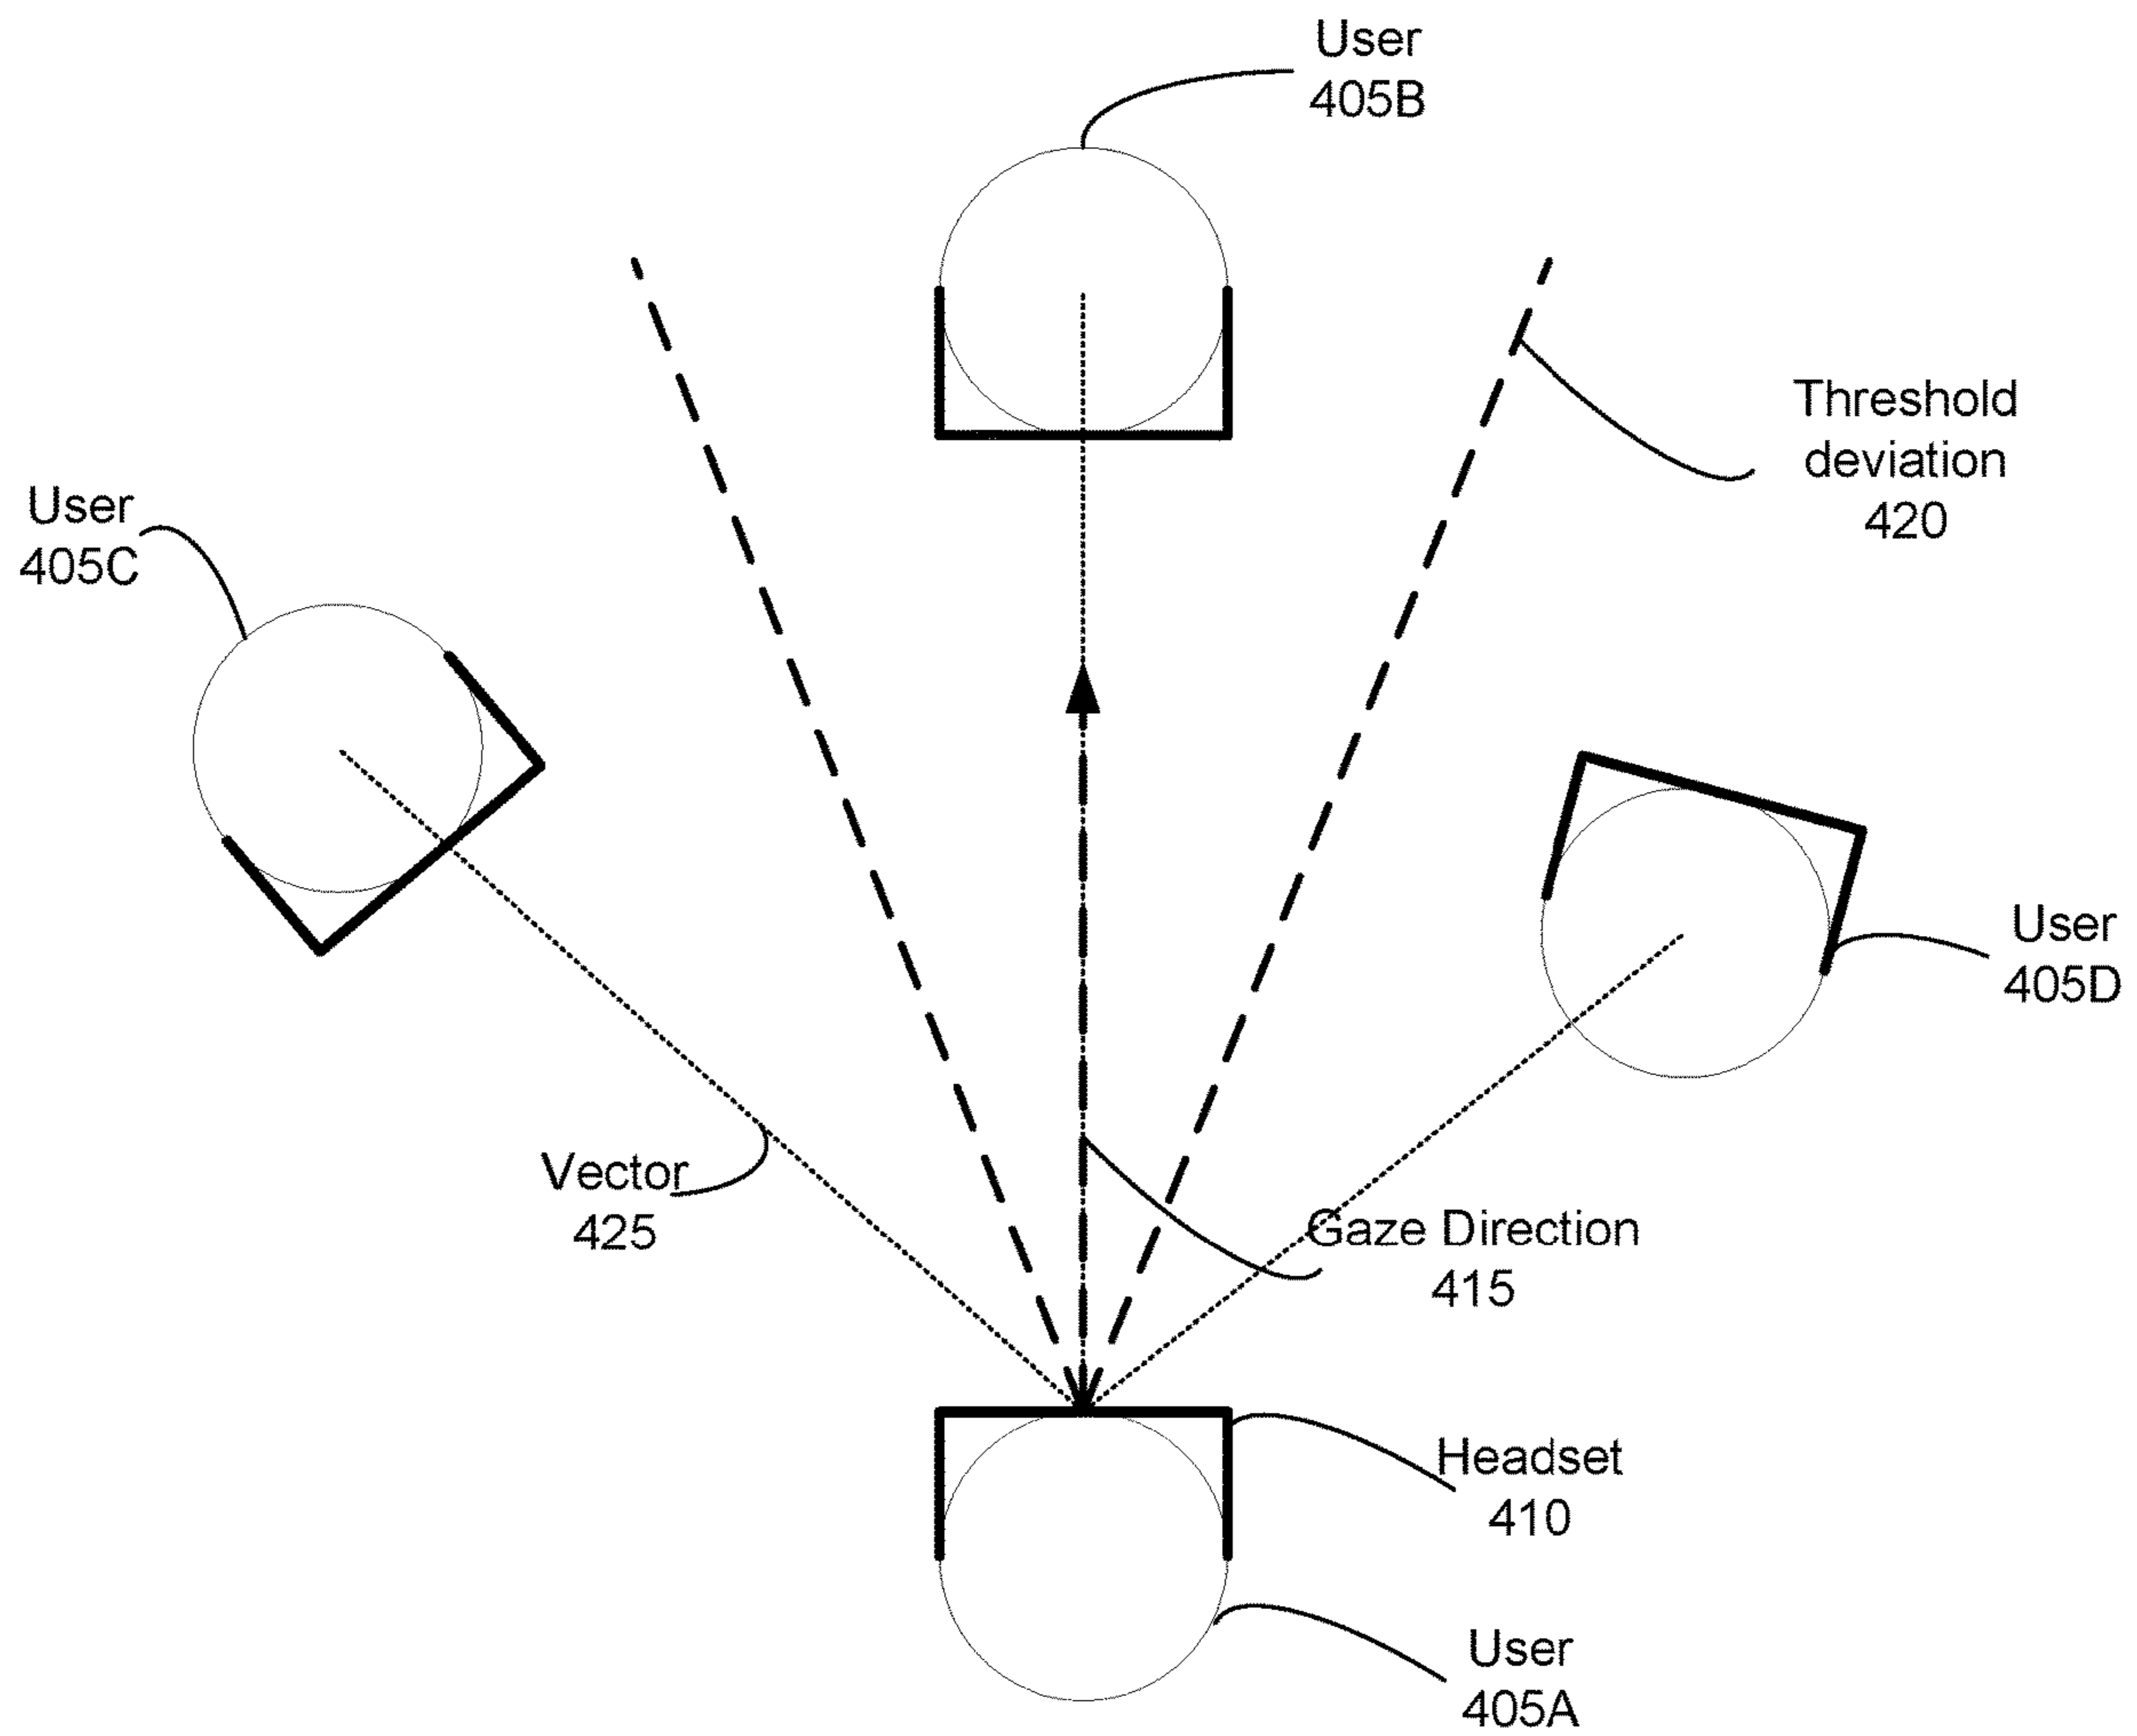 User
405B
Threshold
deviation
420
User
405C
User
405D
Vector
425
Gaze Direction
415
Headset
410
User
405A